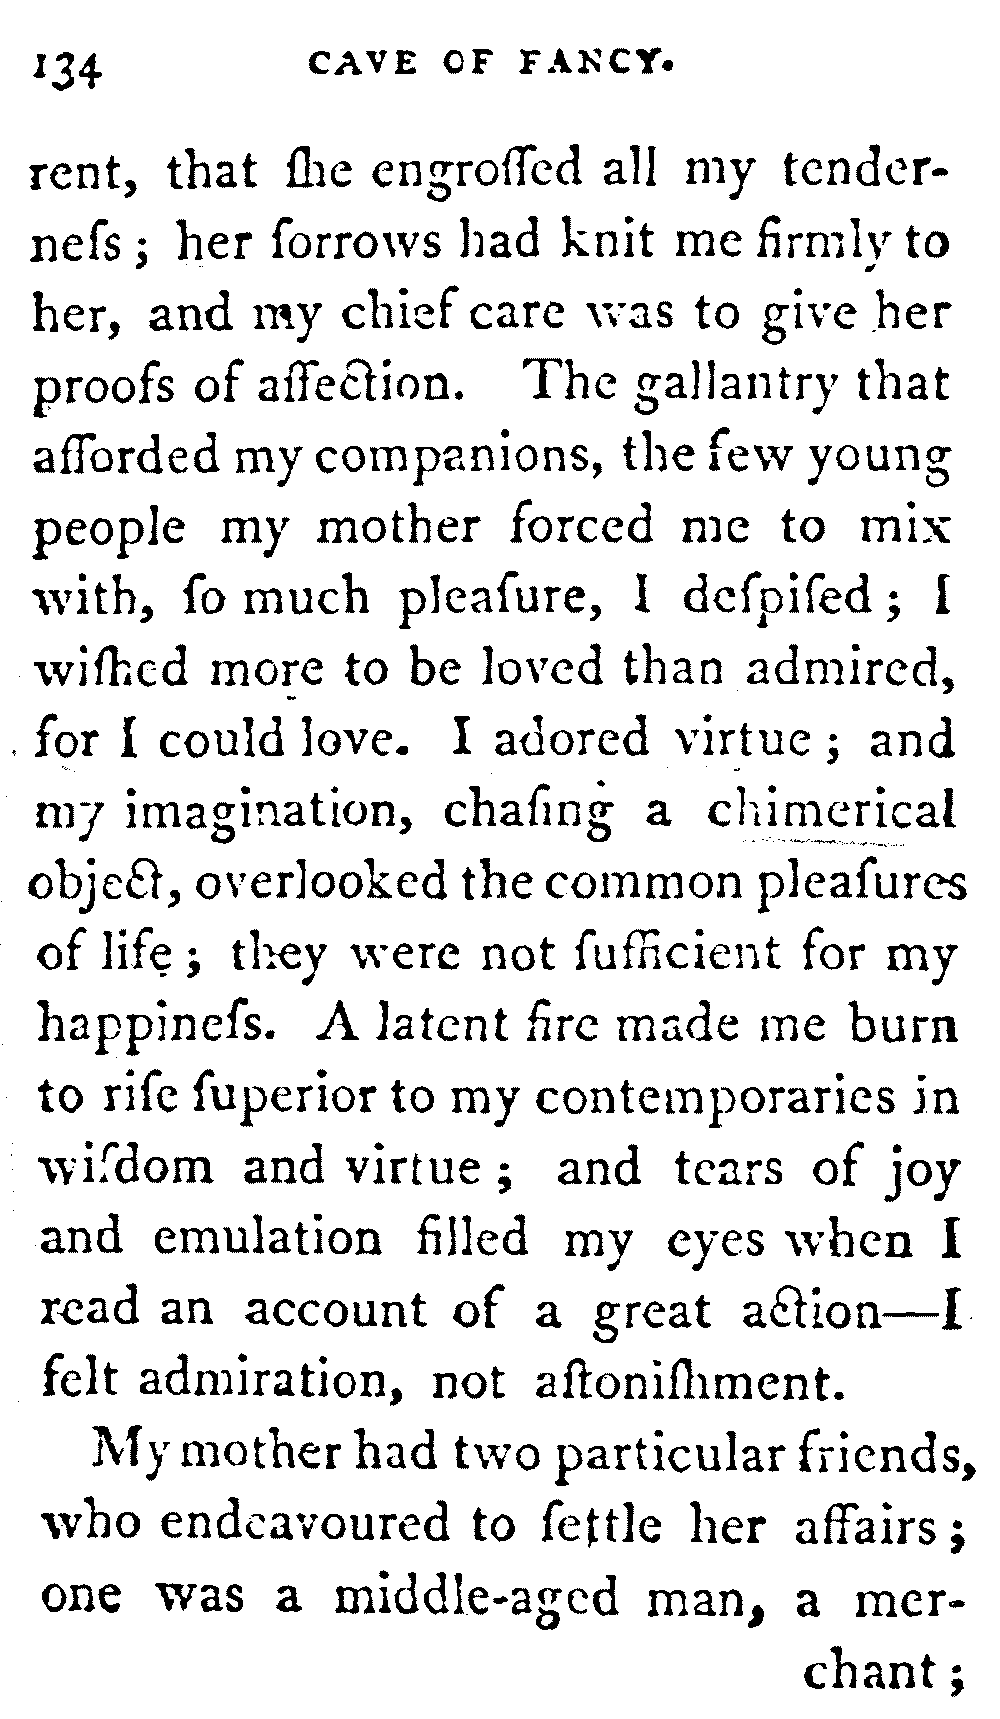 134 CAVE OF FANCY.
rent, that ſhe engroſſed all my tender-
neſs; her ſorrows had knit me firmly to
her, and my chief care was to give her
proofs of affection. The gallantry that
afforded my companions, the few young
people my mother forced me to mix
with, ſo much pleaſure, I deſpiſed; I
wiſhed more to be loved than admired,
for I could love. I adored virtue; and
my imagination, chaſing a chimerical
object, overlooked the common pleaſures
of life; they were not ſufficient for my
happineſs. A latent fire made me burn
to riſe ſuperior to my contemporaries in
wiſdom and virtue; and tears of joy
and emulation filled my eyes when I
read an account of a great action—I
felt admiration, not aſtoniſhment.
My mother had two particular friends,
who endeavoured to ſettle her affairs;
one was a middle-aged man, a mer-
chant;